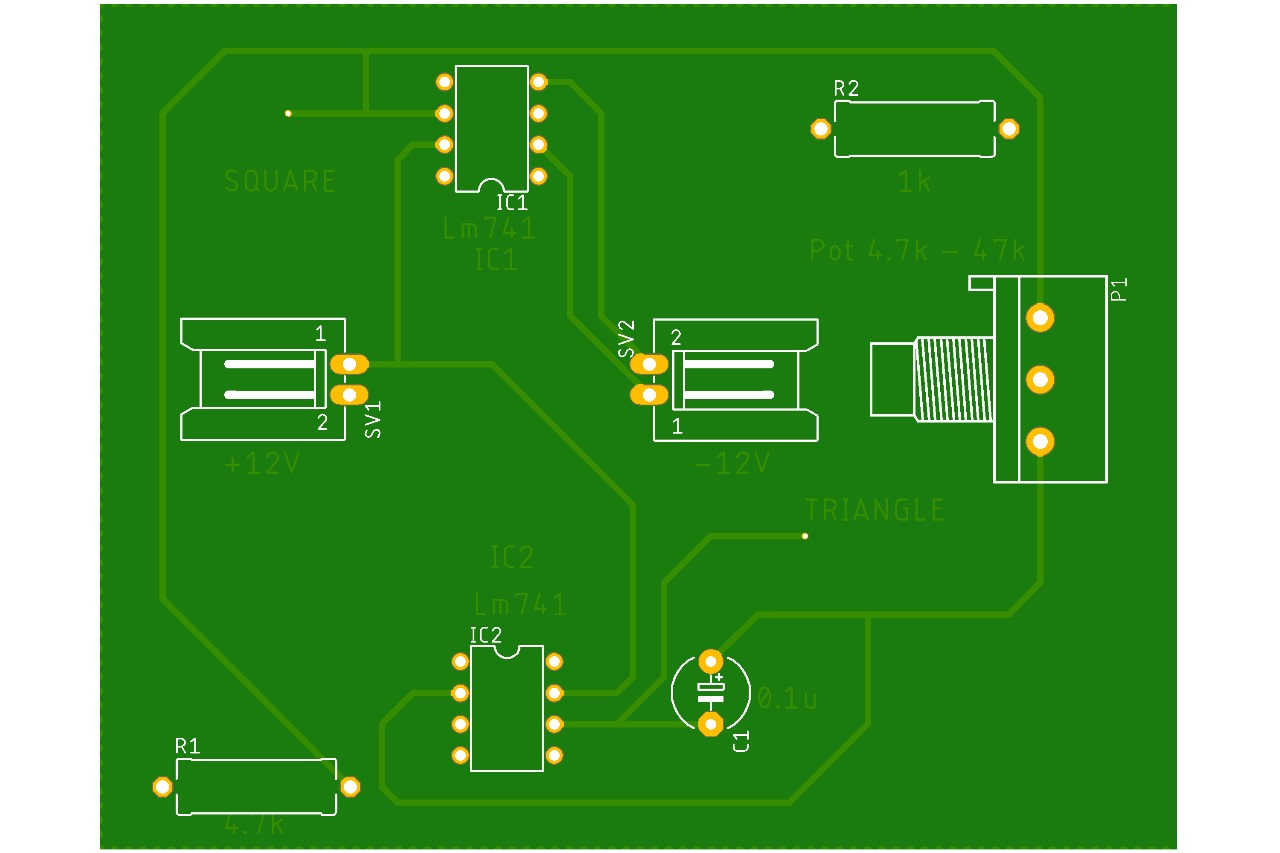 R2
SQUARE
1k
IC1
Lm741
IC1
Pot 4.7k - 47k
P1
1
SV2
2
2
SV1
1
+12V
-12V
TRIANGLE
IC2
Lm741
IC2
+
0.1u
C1
R1
4.7k